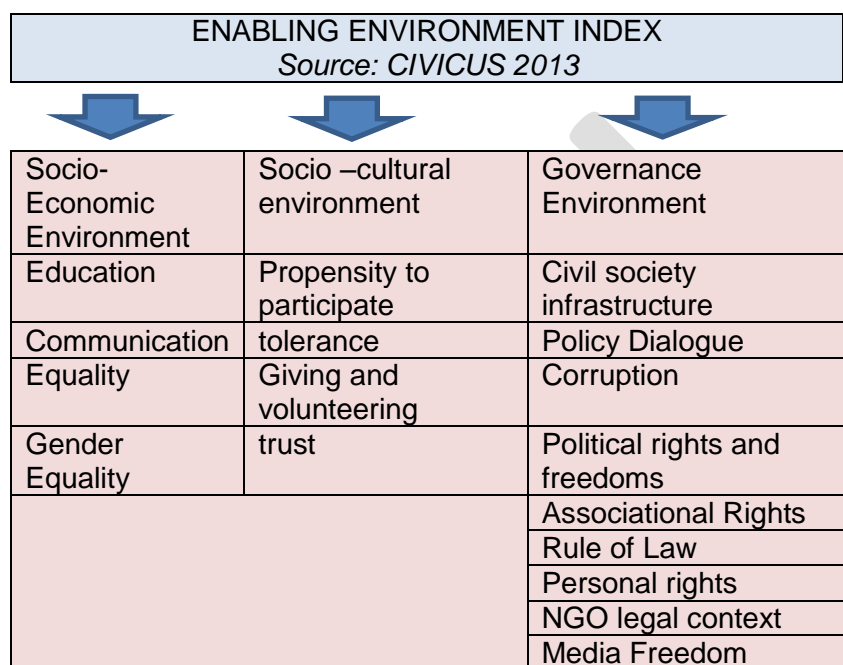 ENABLING ENVIRONMENT INDEX
Source: CIVICUS 2013
Socio-
Economic
Environment
Socio –cultural
environment
Governance
Environment
Education
Propensity to
participate
Civil society
infrastructure
Communication
tolerance
Policy Dialogue
Equality
Giving and
volunteering
Corruption
Gender
Equality
trust
Political rights and
freedoms
Associational Rights
Rule of Law
Personal rights
NGO legal context
Media Freedom